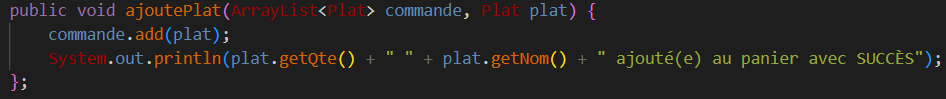 public void ajoutePlat(ArrayList<Plat> commande, Plat plat) {
    commande.add(plat);
    System.out.println(plat.getQte() + " " + plat.getNom() + " ajouté(e) au panier avec SUCCÈS");
};